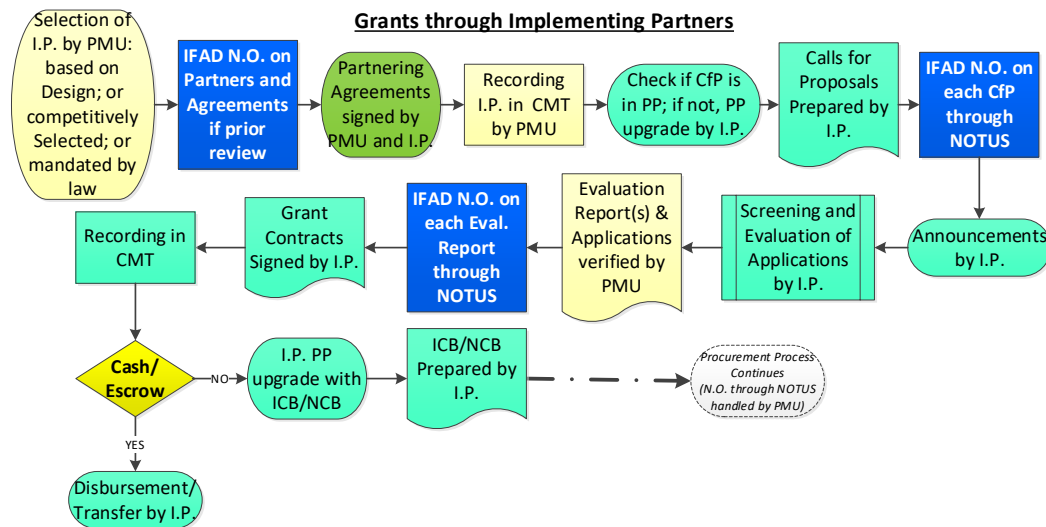 Grants through Implementing Partners
Selection of
I.P. by PMU:
based on
Design; or
competitively
Selected; or
mandated by
law
IFAD N.O. on
Partners and
Agreements
if prior
review
Partnering
Agreements
signed by
PMU and I.P.
Recording
I.P. in CMT
by PMU
Check if CfP is
in PP; if not, PP
upgrade by I.P.
Calls for
Proposals
Prepared by
I.P.
IFAD N.O. on
each CfP
through
NOTUS
Announcements
by I.P.
Screening and
Evaluation of
Applications
by I.P.
Evaluation
Report(s) &
Applications
verified by
PMU
IFAD N.O. on
each Eval.
Report
through
NOTUS
Grant
Contracts
Signed by I.P.
Recording in
CMT
Cash/
Escrow
NO
I.P. PP
upgrade with
ICB/NCB
ICB/NCB
Prepared by
I.P.
Procurement Process
Continues
(N.O. through NOTUS
handled by PMU)
YES
Disbursement/
Transfer by I.P.